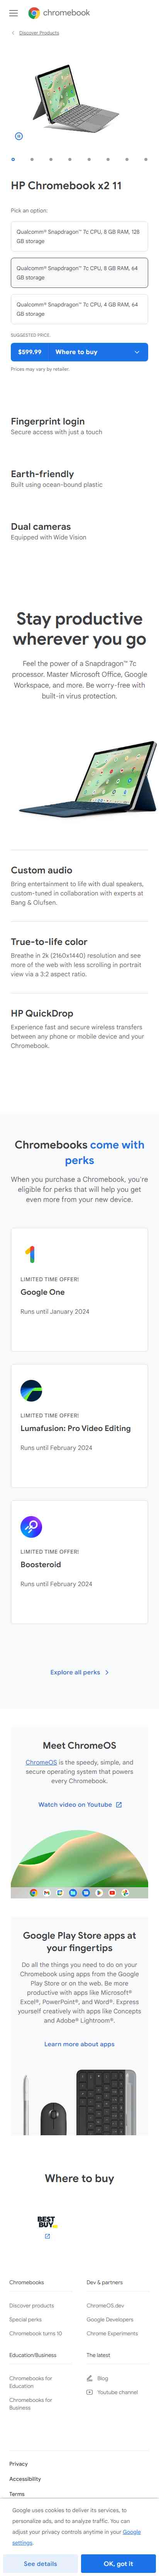 chromebook
Discover Products
HP Chromebook x2 11
Pick an option:
Qualcomm® Snapdragon™ 7c CPU, 8 GB RAM, 128
GB storage
Qualcomm® Snapdragon™ 7c CPU, 8 GB RAM, 64
GB storage
Qualcomm® Snapdragon™ 7c CPU, 4 GB RAM, 64
GB storage
SUGGESTED PRICE
$599.99 Where to buy
Prices may vary by retailer.
Fingerprint login
Secure access with just a touch
Earth-friendly
Built using ocean-bound plastic
Dual cameras
Equipped with Wide Vision
Stay productive
wherever you go
Feel the power of a Snapdragon™ 7c
processor. Master Microsoft Office, Google
Workspace, and more. Be worry-free with
built-in virus protection.
Custom audio
Bring entertainment to life with dual speakers,
custom-tuned in collaboration with experts at
Bang & Olufsen.
True-to-life color
Breathe in 2k (2160x1440) resolution and see
more of the web with less scrolling in portrait
view via a 3:2 aspect ratio.
HP QuickDrop
Experience fast and secure wireless transfers
between any phone or mobile device and your
Chromebook.
Chromebooks come with
perks
When you purchase a Chromebook, you're
eligible for perks that will help you get
even more from your new device.
LIMITED TIME OFFER!
Google One
Runs until January 2024
LIMITED TIME OFFER!
Lumafusion: Pro Video Editing
Runs until February 2024
LIMITED TIME OFFER!
Boosteroid
Runs until February 2024
Explore all perks
Meet ChromeOS
ChromeOS is the speedy, simple, and
secure operating system that powers
every Chromebook.
Watch video on Youtube
Google Play Store apps at
your fingertips
Do all the things you need to do on your
Chromebook using apps from the Google
Play Store or on the web. Be more
productive with apps like Microsoft®
Excel®, PowerPoint®, and Word®. Express
yourself creatively with apps like Concepts
and Adobe® Lightroom®.
Learn more about apps
Where to buy
BEST
BUY
Chromebooks
Dev & partners
Discover products
ChromeOS.dev
Special perks
Google Developers
Chromebook turns 10
Chrome Experiments
Education/Business
The latest
Chromebooks for
Education
Blog
Youtube channel
Chromebooks for
Business
Privacy
Accessibility
Terms
Google uses cookies to deliver its services, to
personalize ads, and to analyze traffic. You can
adjust your privacy controls anytime in your Google
settings.
See details
OK, got it